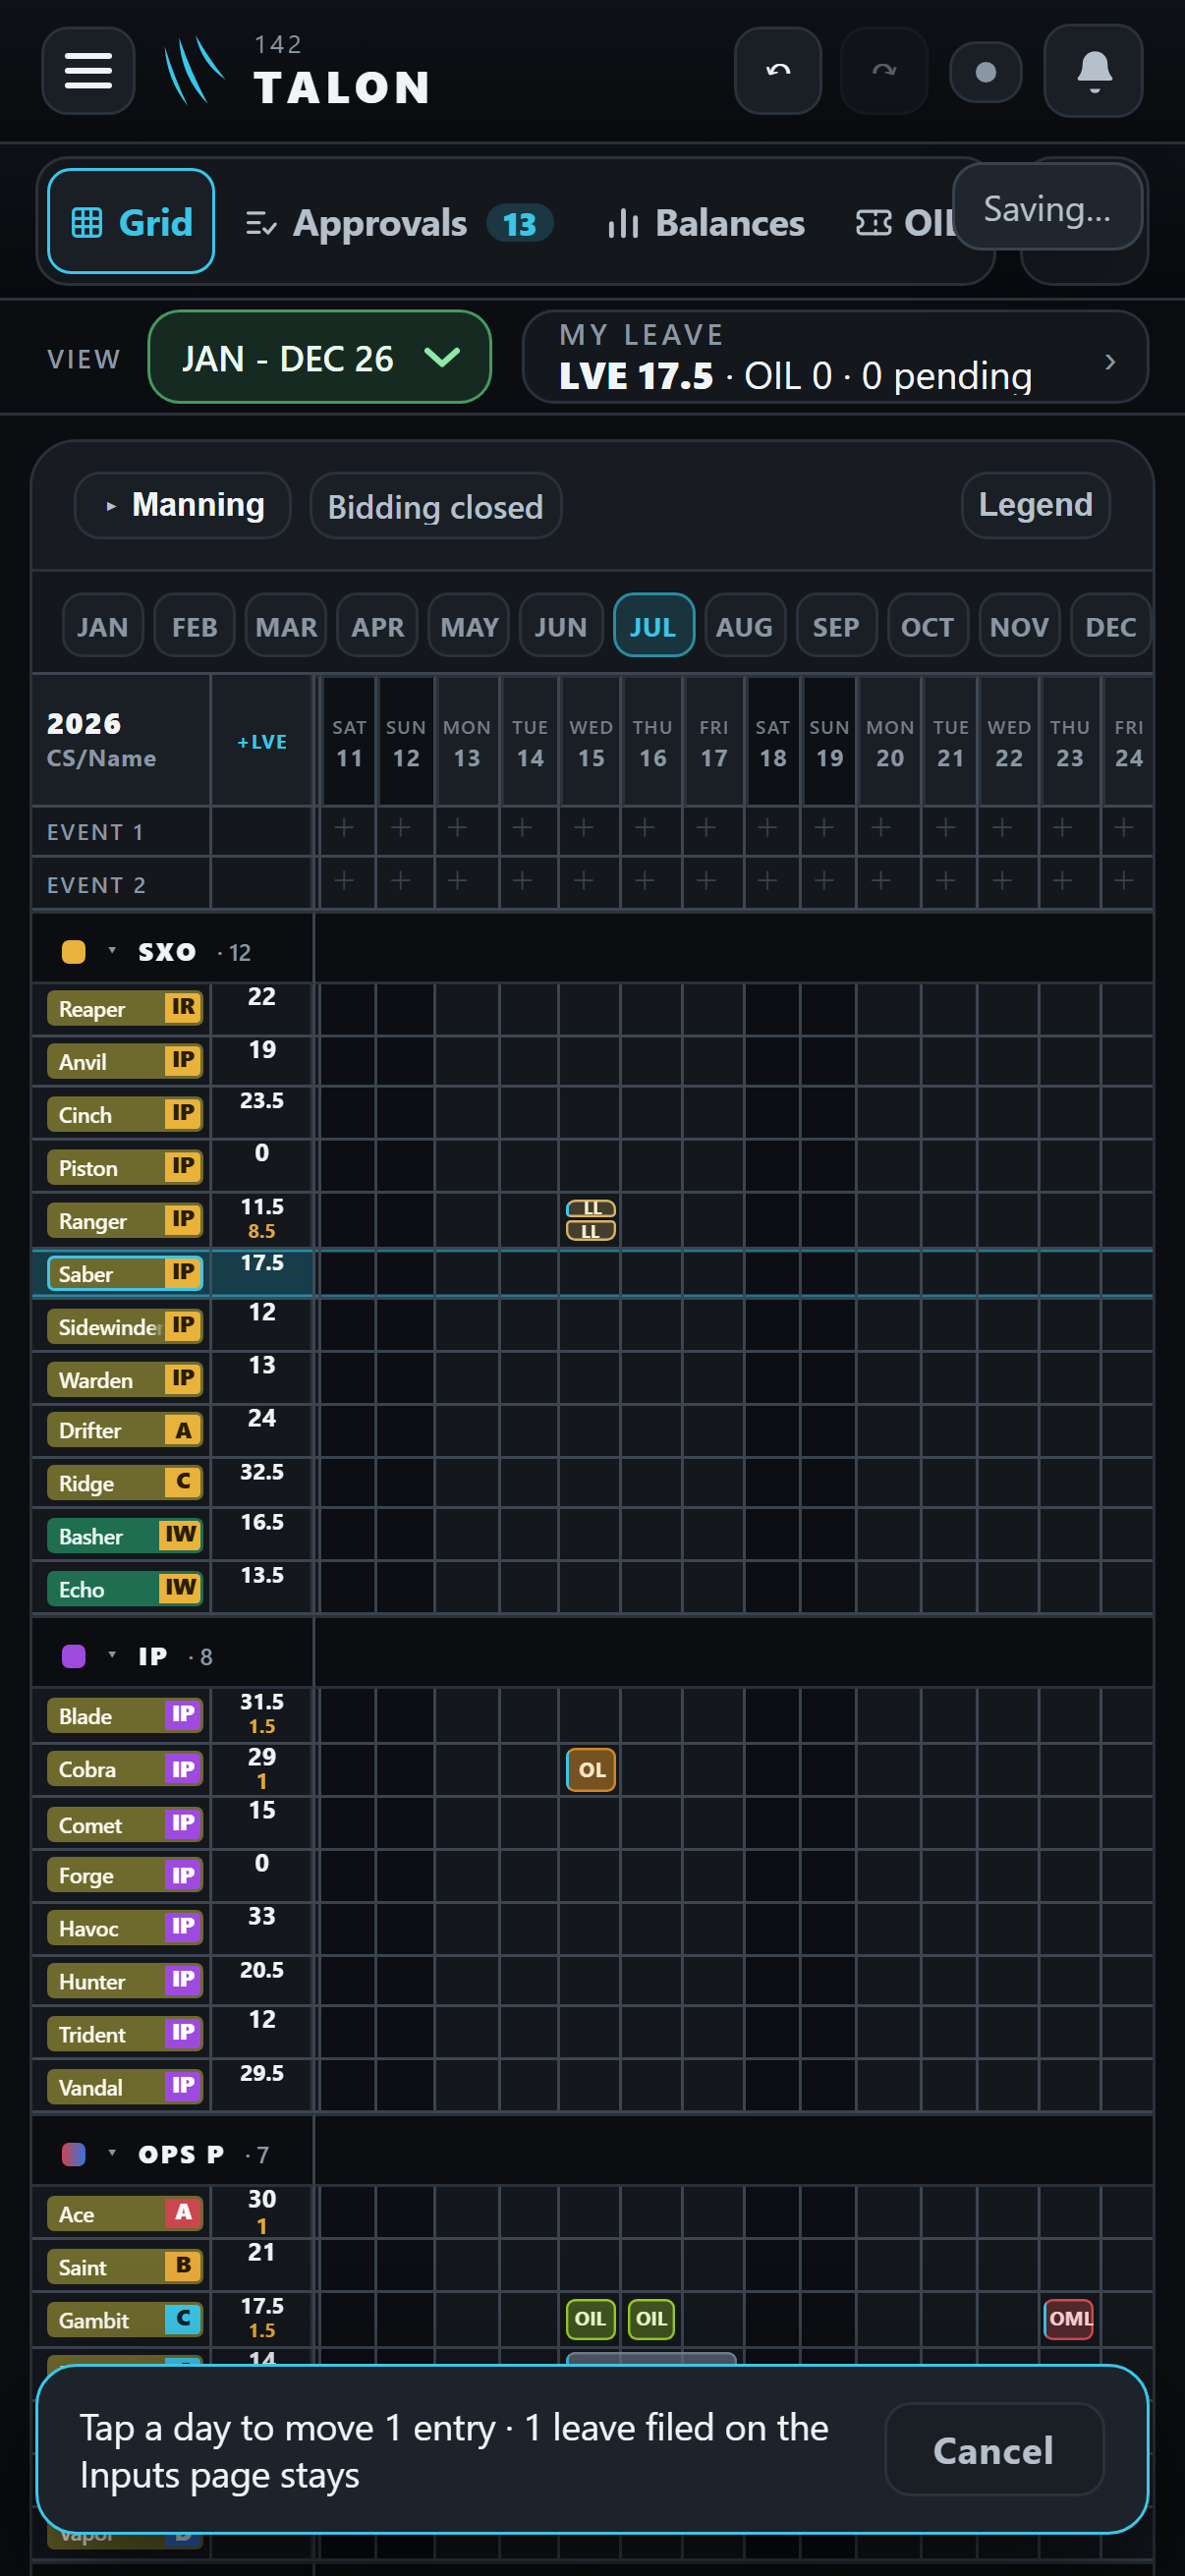 142
TALON
Grid
Approvals 13
Balances
OIL
Saving...
VIEW
JAN - DEC 26
MY LEAVE
LVE 17.5 · OIL 0 · 0 pending
Manning
Bidding closed
Legend
JAN FEB MAR APR MAY JUN JUL AUG SEP OCT NOV DEC
2026
CS/Name
+LVE
SAT 11
SUN 12
MON 13
TUE 14
WED 15
THU 16
FRI 17
SAT 18
SUN 19
MON 20
TUE 21
WED 22
THU 23
FRI 24
EVENT 1 + + + + + + + + + + + + + +
EVENT 2 + + + + + + + + + + + + + +
SXO · 12
Reaper IR 22
Anvil IP 19
Cinch IP 23.5
Piston IP 0
Ranger IP 11.5 8.5 LL LL
Saber IP 17.5
Sidewinder IP 12
Warden IP 13
Drifter A 24
Ridge C 32.5
Basher IW 16.5
Echo IW 13.5
IP · 8
Blade IP 31.5 1.5
Cobra IP 29 1 OL
Comet IP 15
Forge IP 0
Havoc IP 33
Hunter IP 20.5
Trident IP 12
Vandal IP 29.5
OPS P · 7
Ace A 30 1
Saint B 21
Gambit C 17.5 1.5 OIL OIL OML
14
Tap a day to move 1 entry · 1 leave filed on the
Inputs page stays
Cancel
Vapor